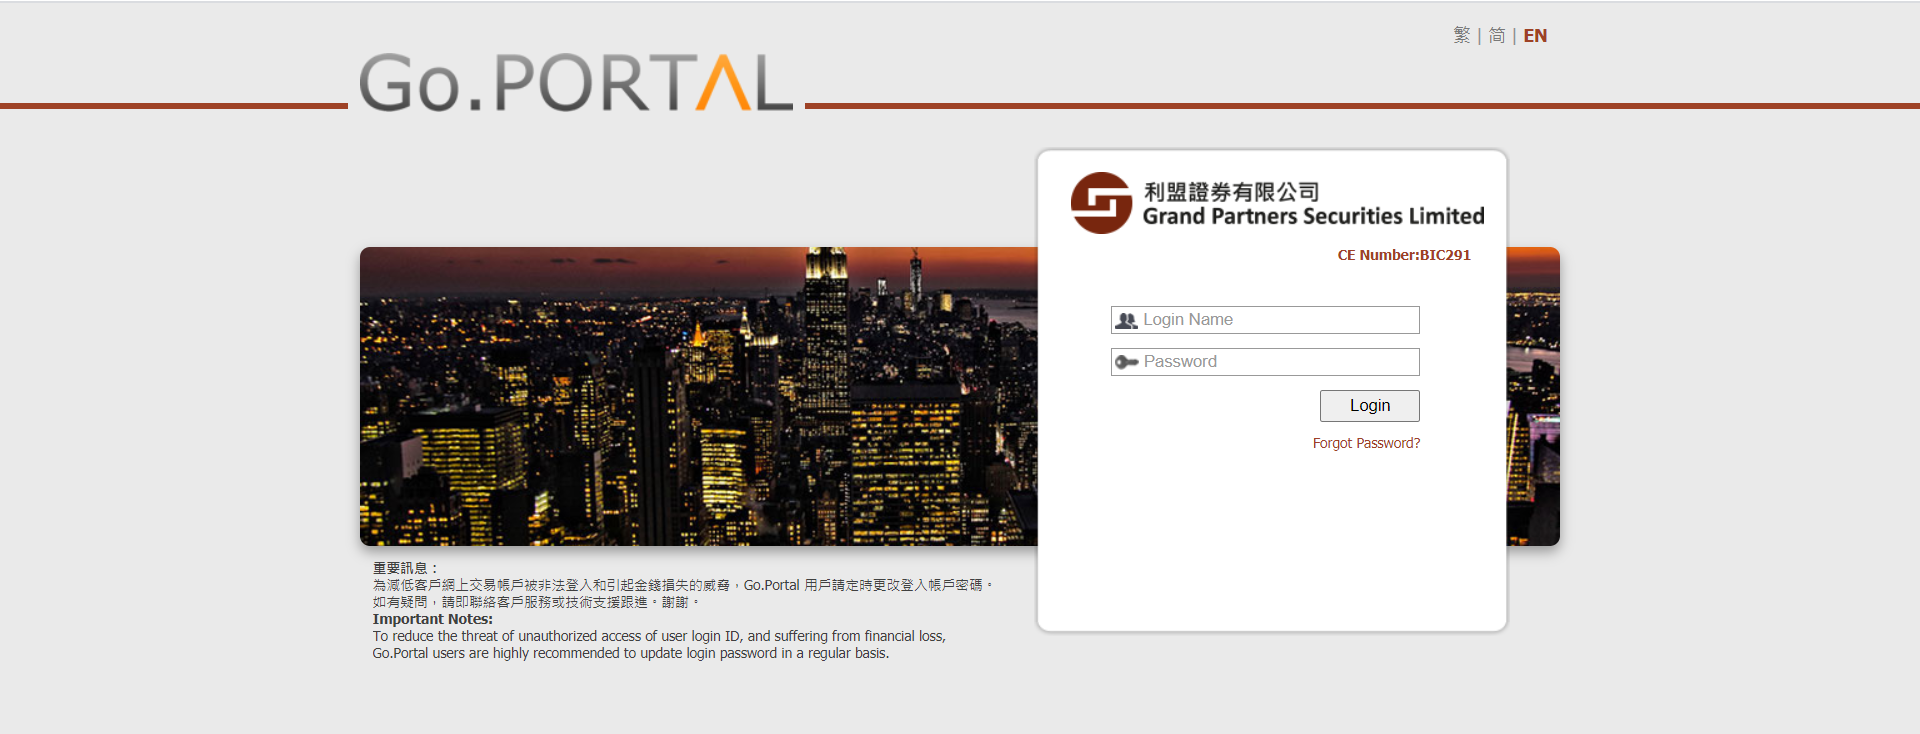 繁 | 简 | EN
Go.PORTAL
利盟證券有限公司
Grand Partners Securities Limited
CE Number:BIC291
Login Name
Password
Login
Forgot Password?
重要訊息：
為減低客戶網上交易帳戶被非法登入和引起金錢損失的威脅，Go.Portal 用戶請定時更改登入帳戶密碼。
如有疑問，請即聯絡客戶服務或技術支援跟進。謝謝。
Important Notes:
To reduce the threat of unauthorized access of user login ID, and suffering from financial loss,
Go.Portal users are highly recommended to update login password in a regular basis.